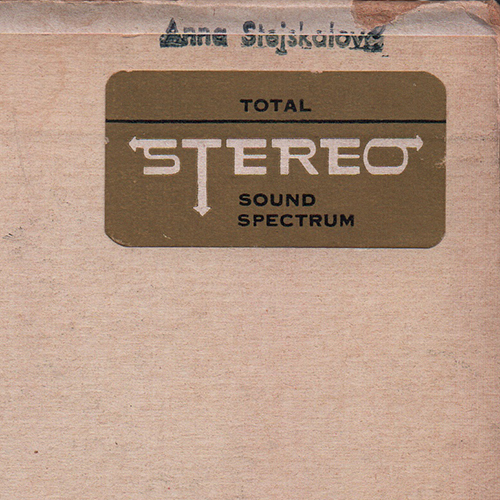 Anna Stejskalová
TOTAL
STEREO
SOUND
SPECTRUM